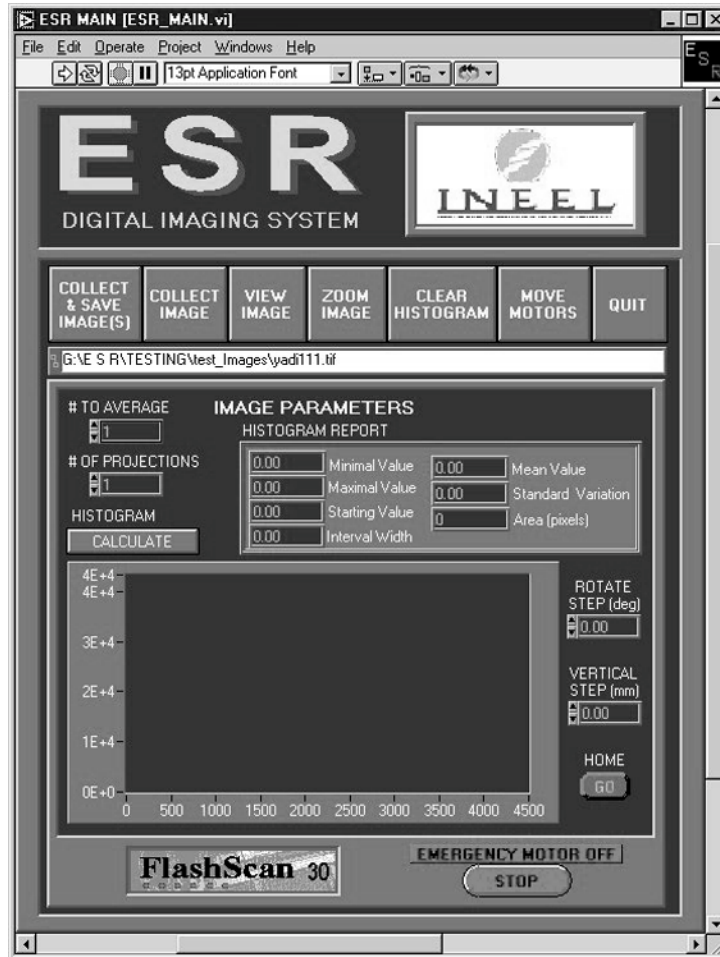 ESR MAIN [ESR_MAIN.vi]
File Edit Operate Project Windows Help
13pt Application Font
E S R
ESR
DIGITAL IMAGING SYSTEM
INEEL
COLLECT & SAVE IMAGE(S)
COLLECT IMAGE
VIEW IMAGE
ZOOM IMAGE
CLEAR HISTOGRAM
MOVE MOTORS
QUIT
G:\E S R\TESTING\test_Images\yadi111.tif
# TO AVERAGE
1
# OF PROJECTIONS
1
HISTOGRAM
CALCULATE
IMAGE PARAMETERS
HISTOGRAM REPORT
0.00 Minimal Value
0.00 Maximal Value
0.00 Starting Value
0.00 Interval Width
0.00 Mean Value
0.00 Standard Variation
0 Area (pixels)
4E+4
4E+4
3E+4
2E+4
1E+4
0E+0
0 500 1000 1500 2000 2500 3000 3500 4000 4500
ROTATE
STEP (deg)
0.00
VERTICAL
STEP (mm)
0.00
HOME
GO
FlashScan 30
EMERGENCY MOTOR OFF
STOP